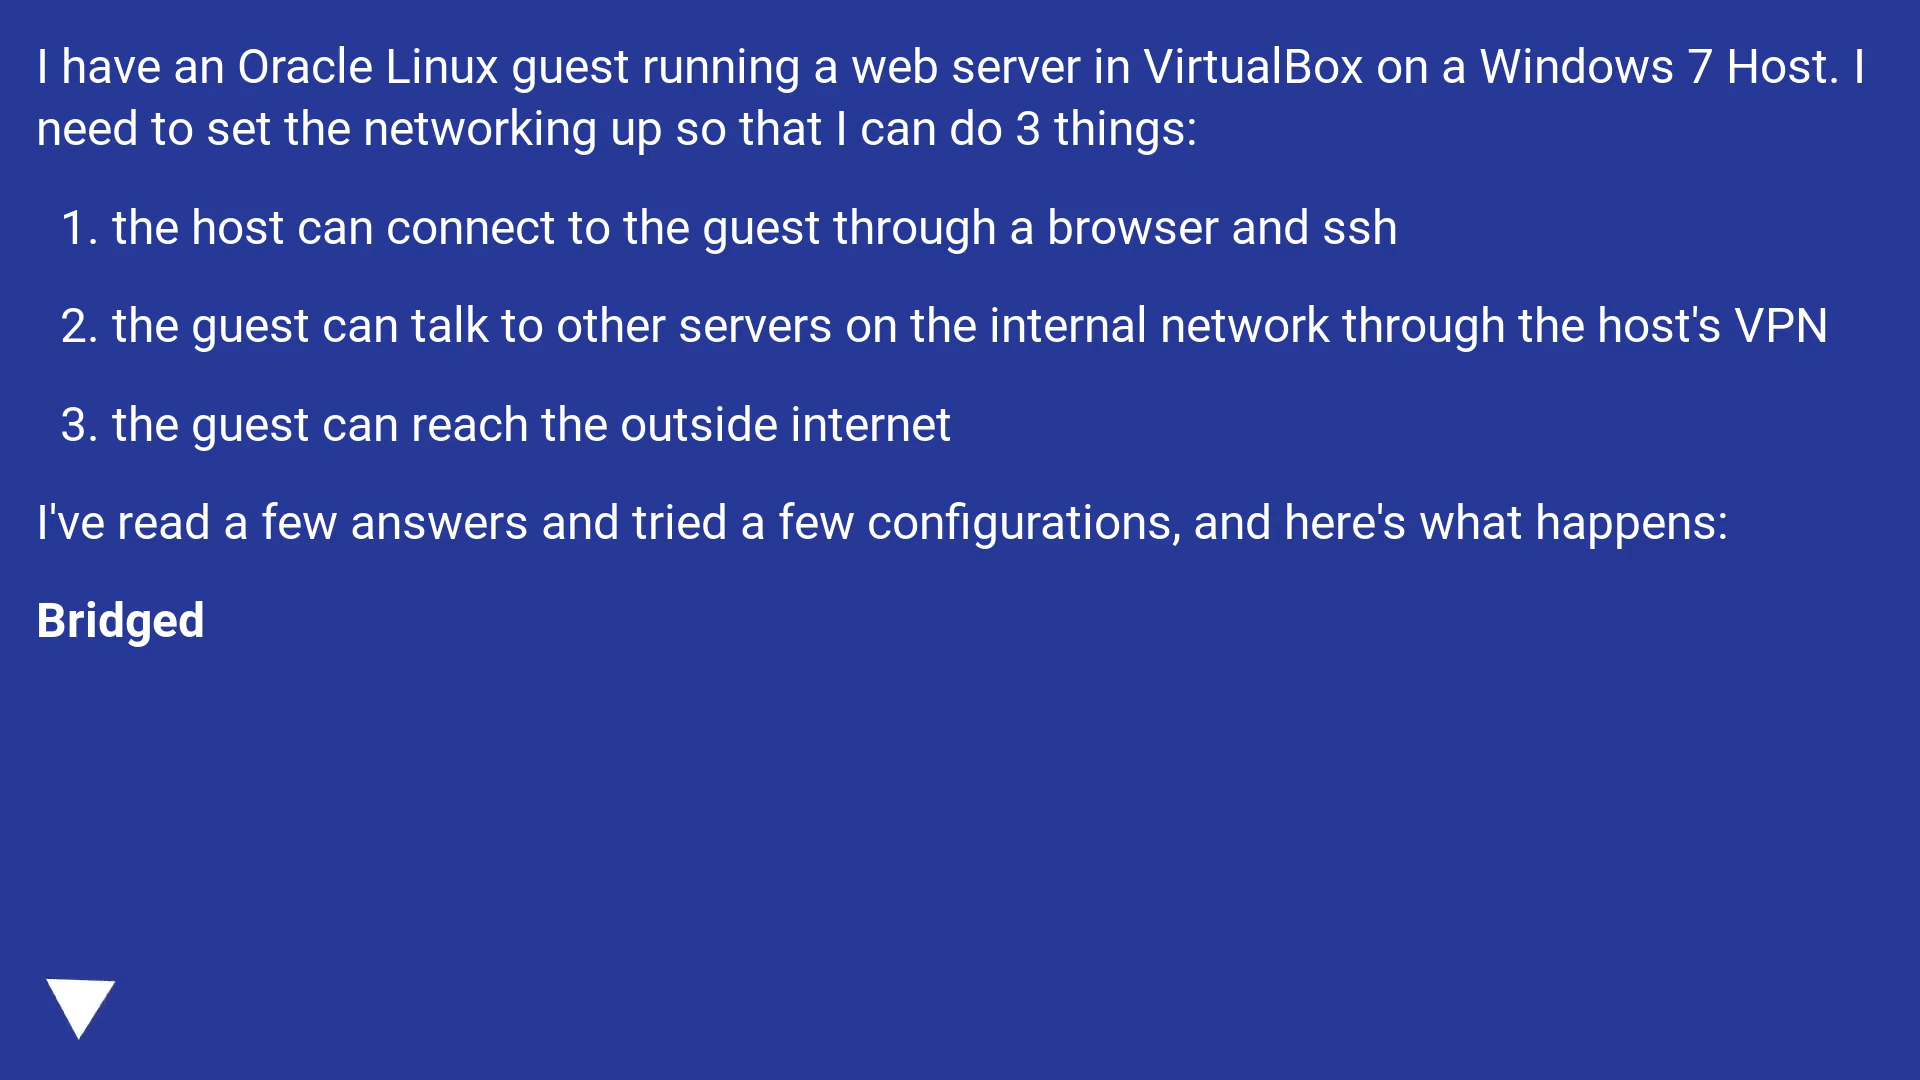 I have an Oracle Linux guest running a web server in VirtualBox on a Windows 7 Host. I
need to set the networking up so that I can do 3 things:
1. the host can connect to the guest through a browser and ssh
2. the guest can talk to other servers on the internal network through the host's VPN
3. the guest can reach the outside internet
I've read a few answers and tried a few configurations, and here's what happens:
Bridged